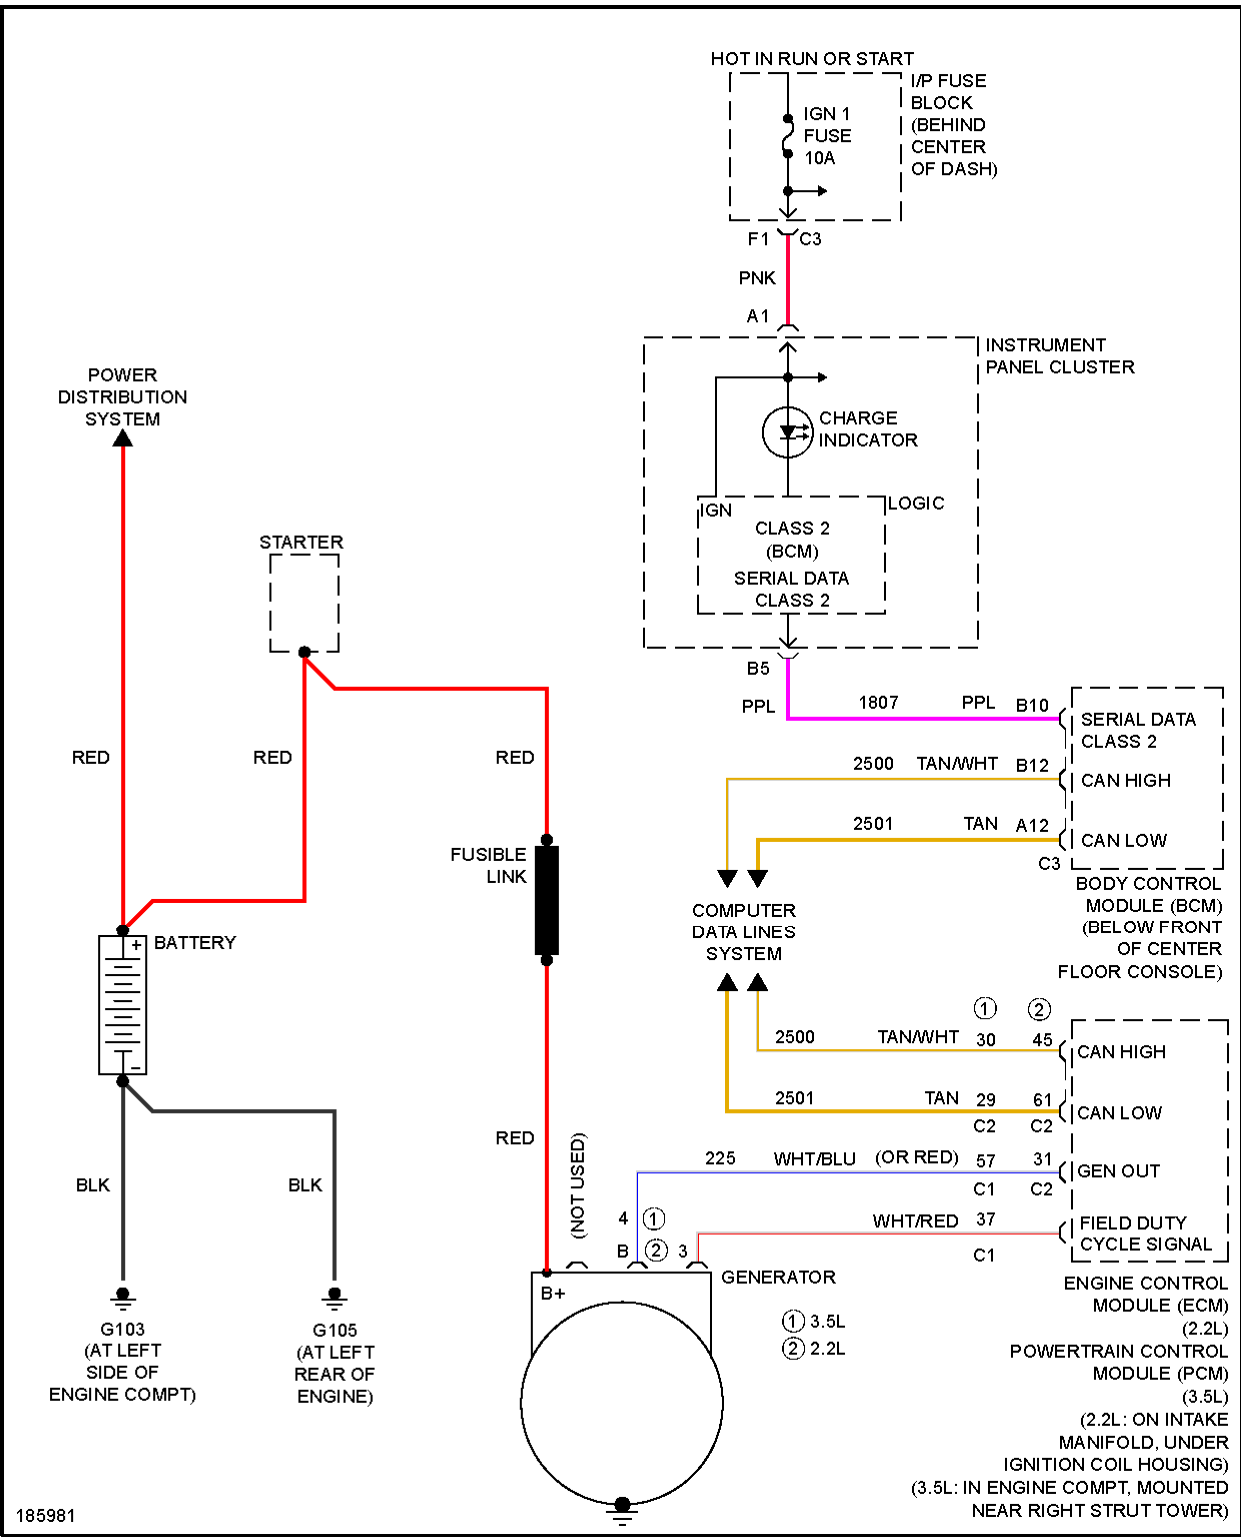 HOT IN RUN OR START
I/P FUSE
BLOCK
(BEHIND
CENTER
OF DASH)
IGN 1
FUSE
10A
F1
C3
PNK
A1
INSTRUMENT
PANEL CLUSTER
CHARGE
INDICATOR
IGN
LOGIC
CLASS 2
(BCM)
SERIAL DATA
CLASS 2
B5
PPL
1807
PPL
B10
SERIAL DATA
CLASS 2
2500
TAN/WHT
B12
CAN HIGH
2501
TAN
A12
CAN LOW
C3
BODY CONTROL
MODULE (BCM)
(BELOW FRONT
OF CENTER
FLOOR CONSOLE)
COMPUTER
DATA LINES
SYSTEM
POWER
DISTRIBUTION
SYSTEM
STARTER
RED
RED
RED
FUSIBLE
LINK
+
BATTERY
–
RED
BLK
BLK
G103
(AT LEFT
SIDE OF
ENGINE COMPT)
G105
(AT LEFT
REAR OF
ENGINE)
(NOT USED)
1
2
2500
TAN/WHT
30
45
CAN HIGH
2501
TAN
29
61
CAN LOW
C2
C2
225
WHT/BLU
(OR RED)
57
31
GEN OUT
C1
C2
4
1
WHT/RED
37
FIELD DUTY
CYCLE SIGNAL
B
2
3
C1
B+
GENERATOR
1 3.5L
2 2.2L
ENGINE CONTROL
MODULE (ECM)
(2.2L)
POWERTRAIN CONTROL
MODULE (PCM)
(3.5L)
(2.2L: ON INTAKE
MANIFOLD, UNDER
IGNITION COIL HOUSING)
(3.5L: IN ENGINE COMPT, MOUNTED
NEAR RIGHT STRUT TOWER)
185981